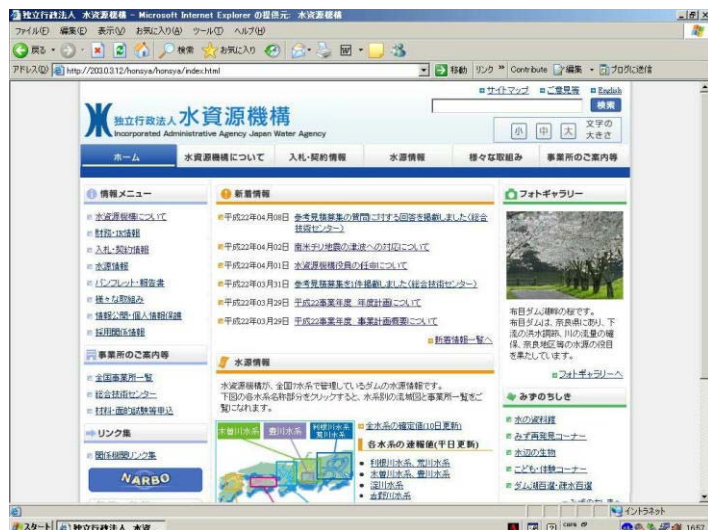 独立行政法人 水資源機構 - Microsoft Internet Explorer の提供元: 水資源機構
ファイル(F) 編集(E) 表示(V) お気に入り(A) ツール(T) ヘルプ(H)
戻る 検索 お気に入り
アドレス(D) http://203.0.3.12/honsya/honsya/index.html 移動 リンク » Contribute 編集 ブログに送信
サイトマップ ご意見等 English
検索
独立行政法人 水資源機構
Incorporated Administrative Agency Japan Water Agency
小 中 大 文字の大きさ
ホーム 水資源機構について 入札・契約情報 水源情報 様々な取組み 事業所のご案内等
情報メニュー
水資源機構について
財務・IR情報
入札・契約情報
水源情報
パンフレット・報告書
様々な取組み
情報公開・個人情報保護
採用関係情報
事業所のご案内等
全国事業所一覧
総合技術センター
材料・面的試験等申込
リンク集
関係機関リンク集
NARBO
新着情報
平成22年04月08日 参考見積募集の質問に対する回答を掲載しました(総合
技術センター)
平成22年04月02日 南米チリ地震の津波への対応について
平成22年04月01日 水資源機構役員の任命について
平成22年03月31日 参考見積募集を1件掲載しました(総合技術センター)
平成22年03月29日 平成22事業年度 年度計画について
平成22年03月29日 平成22事業年度 事業計画概要について
新着情報一覧へ
水源情報
水資源機構が、全国7水系で管理しているダムの水源情報です。
下図の各水系名称部分をクリックすると、水系別の流域図と事業所一覧をご
覧になれます。
木曽川水系 豊川水系 利根川水系
荒川水系
全水系の確定値(10日更新)
各水系の速報値(平日更新)
利根川水系、荒川水系
木曽川水系、豊川水系
淀川水系
吉野川水系
フォトギャラリー
布目ダム湖畔の桜です。
布目ダムは、奈良県にあり、下
流の洪水調節、川の流量の確
保、奈良地区等の水源の役目
を果たしています。
フォトギャラリーへ
みずのちしき
水の資料館
みず再発見コーナー
水辺の生物
こども・体験コーナー
ダム湖百選・疏水百選
イントラネット
スタート 独立行政法人 水資... 16:57